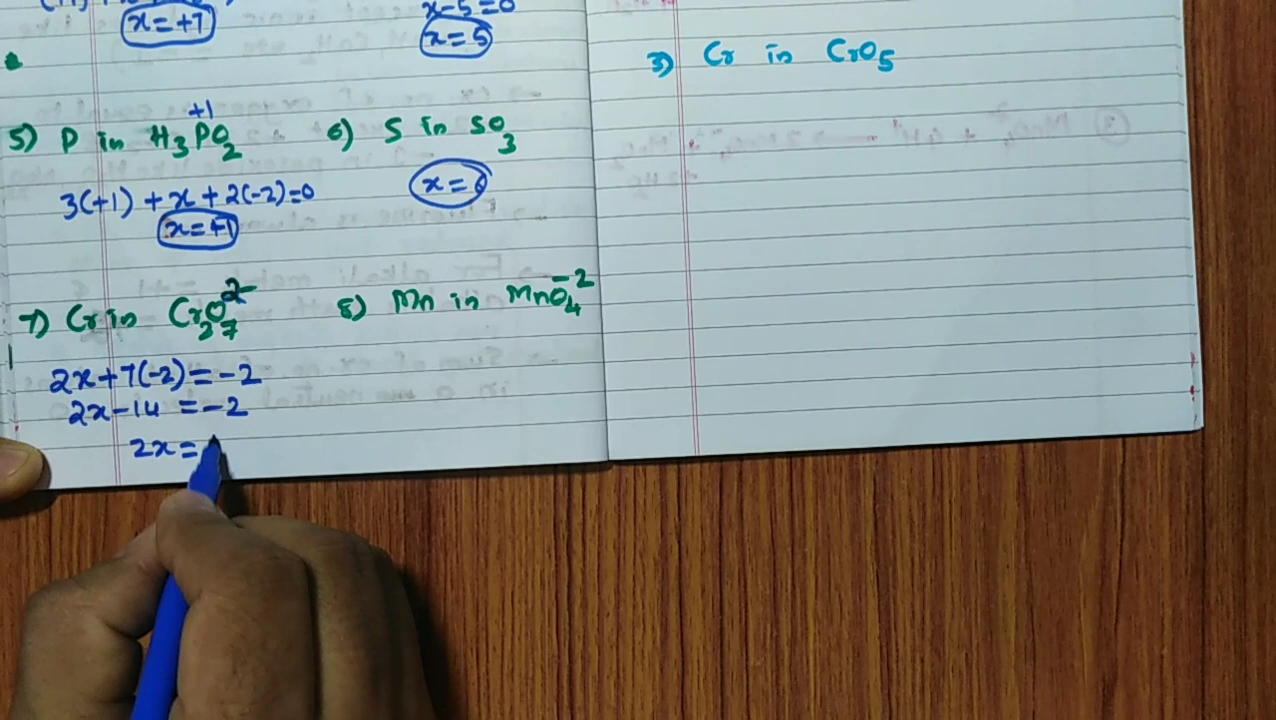 x=+7
x-5=0
x=5
5) P in H3PO2
+1
3(+1) + x + 2(-2)=0
x=+1
6) S in SO3
x=6
7) Cr in Cr2O7 2-
2x+7(-2)=-2
2x-14 =-2
2x=
8) Mn in MnO4 -2
3) Cr in CrO5